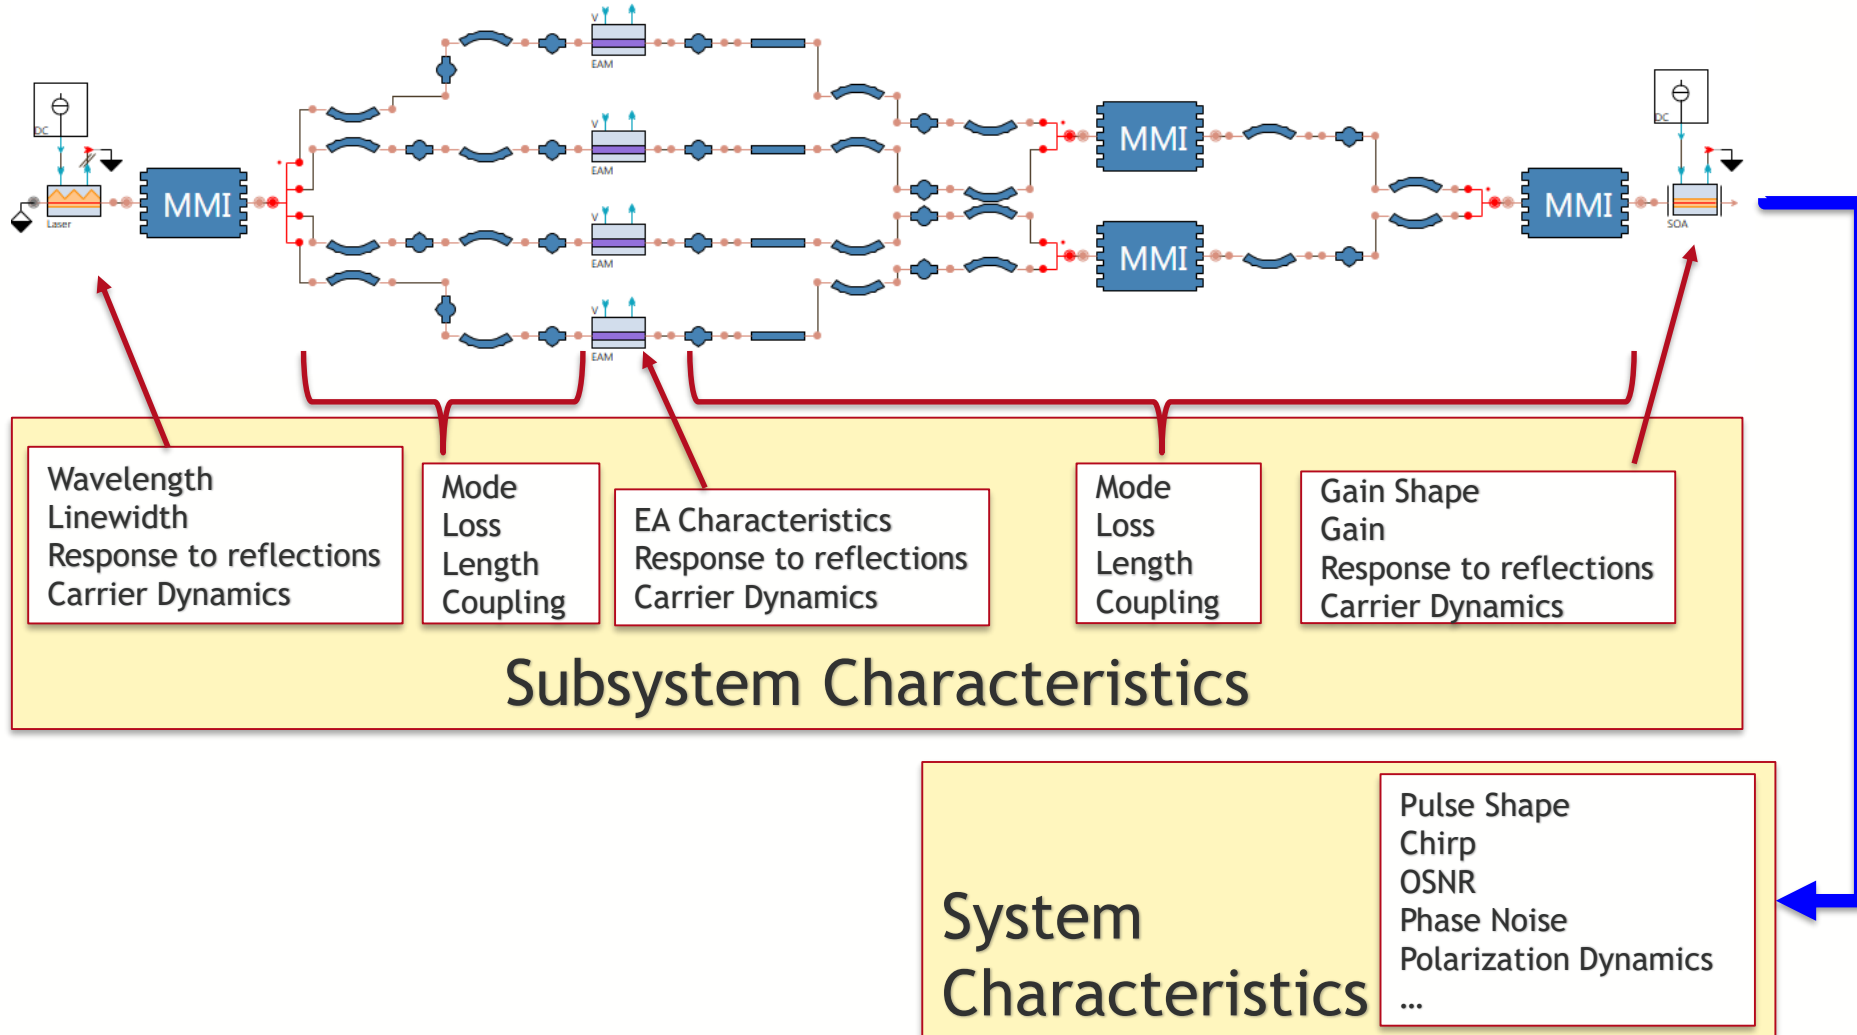 V
EAM
DC
DC
V
EAM
MMI
MMI
MMI
Laser
V
EAM
MMI
SOA
V
EAM
Wavelength
Linewidth
Response to reflections
Carrier Dynamics
Mode
Loss
Length
Coupling
EA Characteristics
Response to reflections
Carrier Dynamics
Mode
Loss
Length
Coupling
Gain Shape
Gain
Response to reflections
Carrier Dynamics
Subsystem Characteristics
System
Characteristics
Pulse Shape
Chirp
OSNR
Phase Noise
Polarization Dynamics
...